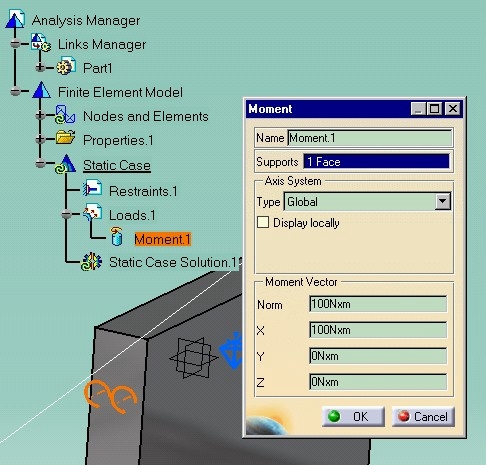 Analysis Manager
Links Manager
Part1
Finite Element Model
Nodes and Elements
Properties.1
Static Case
Restraints.1
Loads.1
Moment.1
Static Case Solution.1
Moment
Name Moment.1
Supports 1 Face
Axis System
Type Global
Display locally
Moment Vector
Norm 100Nxm
X 100Nxm
Y 0Nxm
Z 0Nxm
OK Cancel